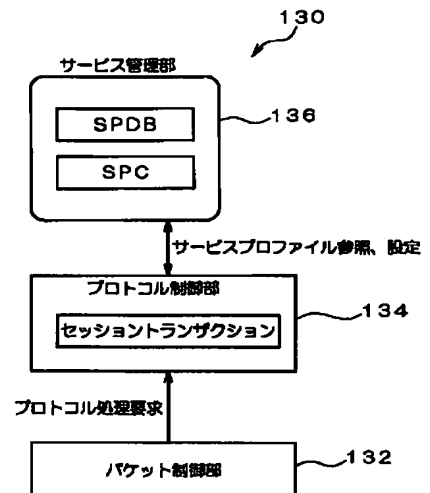 130
サービス管理部
SPDB
136
SPC
サービスプロファイル参照、設定
プロトコル制御部
134
セッショントランザクション
プロトコル処理要求
パケット制御部
132